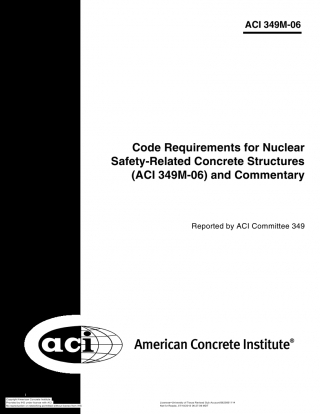 ACI 349M-06
Code Requirements for Nuclear
Safety-Related Concrete Structures
(ACI 349M-06) and Commentary
Reported by ACI Committee 349
aci
American Concrete Institute®